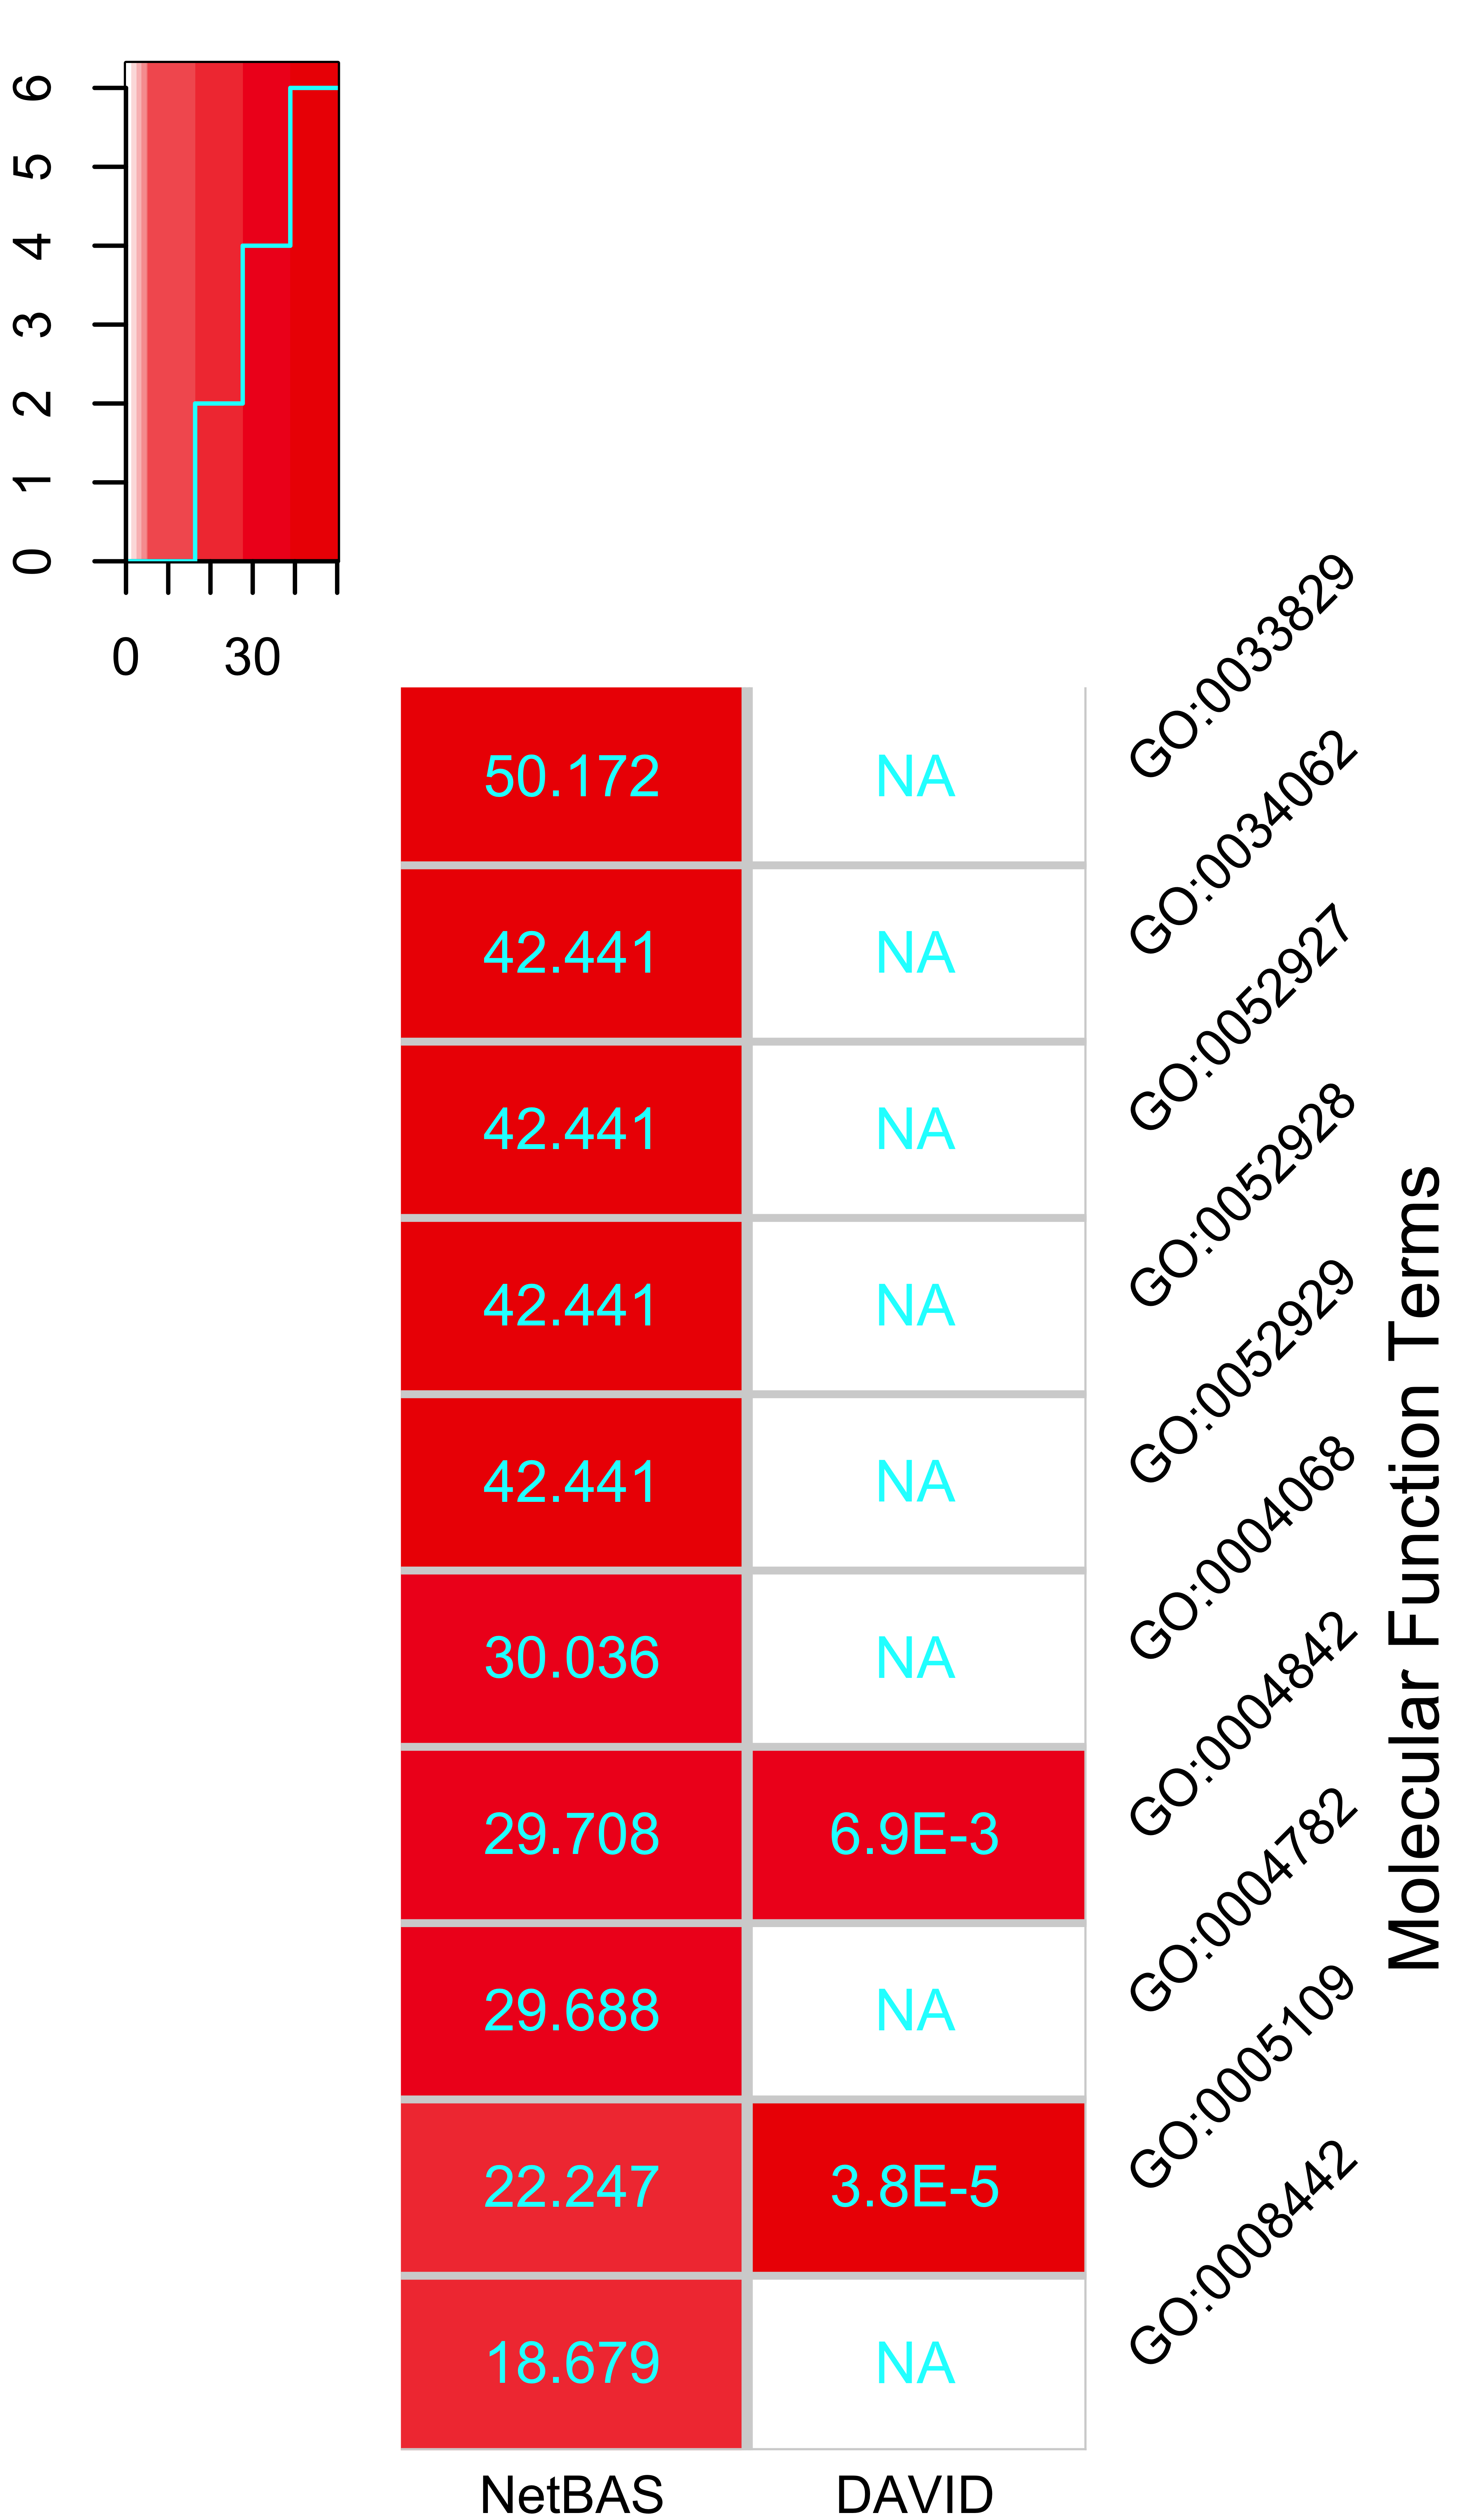 6
5
4
3
2
1
0
0 30
50.172 NA GO:0033829
42.441 NA GO:0034062
42.441 NA GO:0052927
42.441 NA GO:0052928
42.441 NA GO:0052929
30.036 NA GO:0004068
29.708 6.9E-3 GO:0004842
29.688 NA GO:0004782
22.247 3.8E-5 GO:0005109
18.679 NA GO:0008442
NetBAS DAVID
Molecular Function Terms